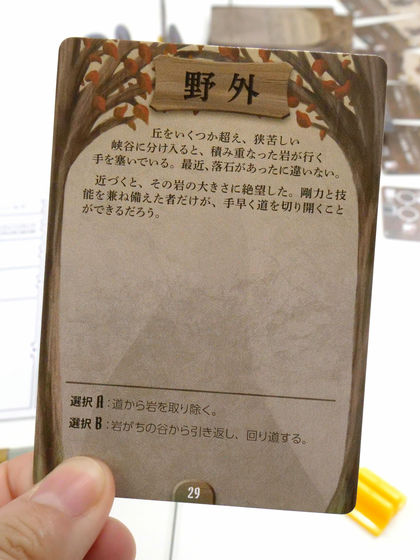 野外
丘をいくつか超え、狭苦しい
峡谷に分け入ると、積み重なった岩が行く
手を塞いでいる。最近、落石があったに違いない。
近づくと、その岩の大きさに絶望した。剛力と技
能を兼ね備えた者だけが、手早く道を切り開くこと
ができるだろう。
選択 A：道から岩を取り除く。
選択 B：岩がちの谷から引き返し、回り道する。
29